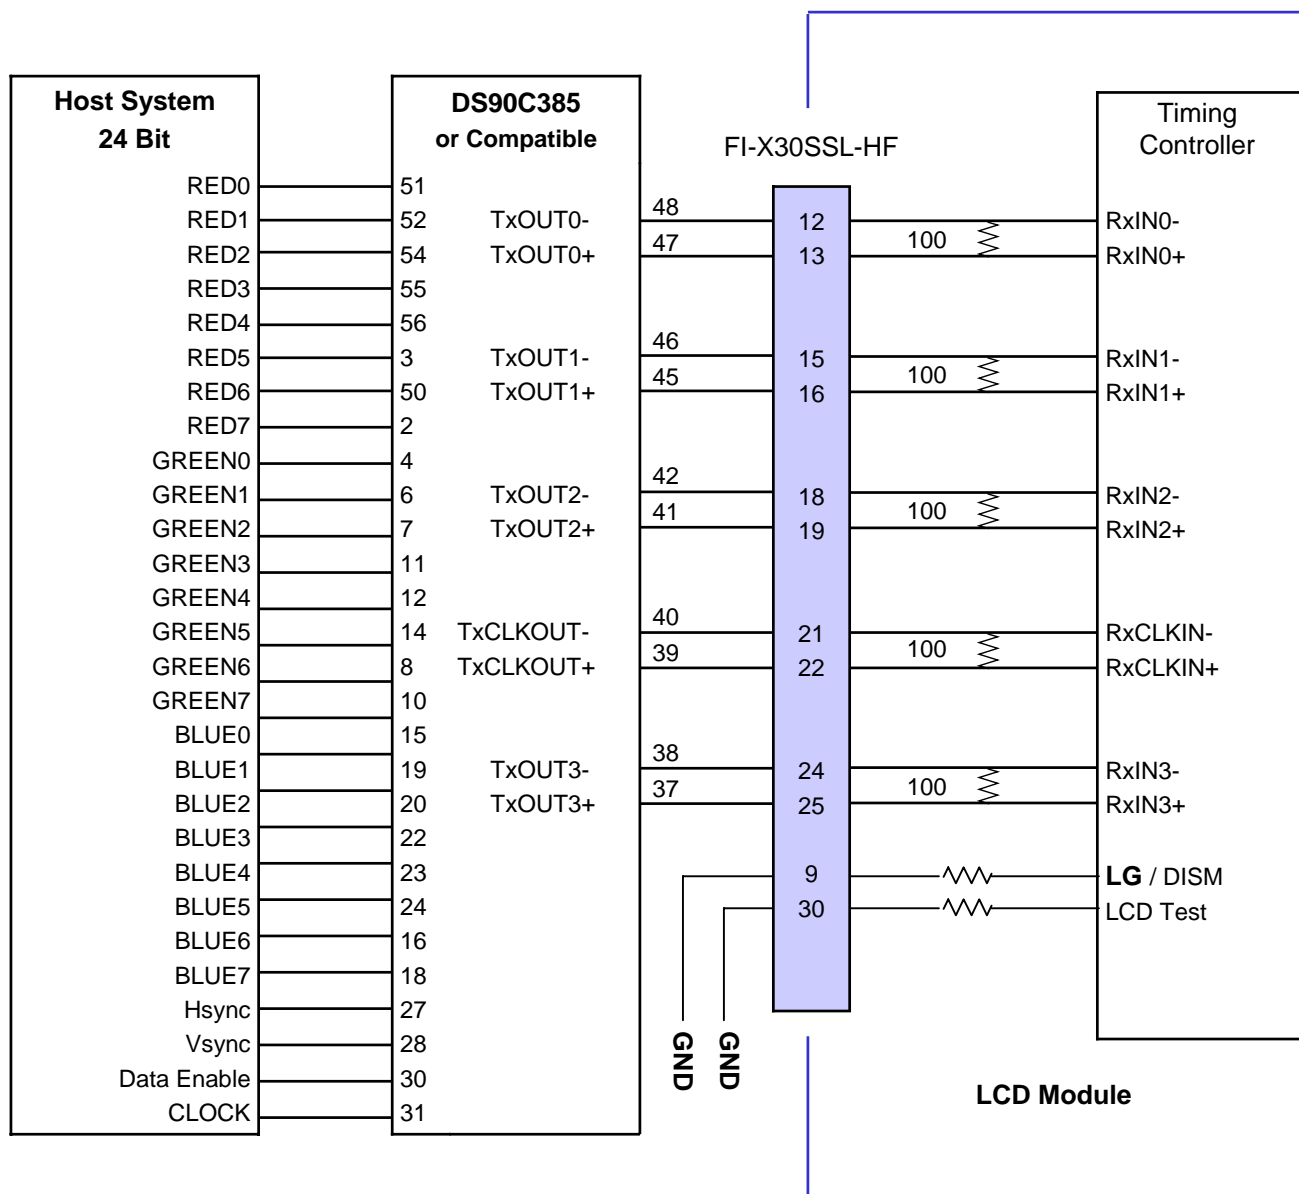 Host System
24 Bit
RED0
RED1
RED2
RED3
RED4
RED5
RED6
RED7
GREEN0
GREEN1
GREEN2
GREEN3
GREEN4
GREEN5
GREEN6
GREEN7
BLUE0
BLUE1
BLUE2
BLUE3
BLUE4
BLUE5
BLUE6
BLUE7
Hsync
Vsync
Data Enable
CLOCK
DS90C385
or Compatible
51
52
54
55
56
3
50
2
4
6
7
11
12
14
8
10
15
19
20
22
23
24
16
18
27
28
30
31
TxOUT0-
TxOUT0+
TxOUT1-
TxOUT1+
TxOUT2-
TxOUT2+
TxCLKOUT-
TxCLKOUT+
TxOUT3-
TxOUT3+
48
47
46
45
42
41
40
39
38
37
GND
GND
FI-X30SSL-HF
12
13
15
16
18
19
21
22
24
25
9
30
100
100
100
100
100
Timing
Controller
RxIN0-
RxIN0+
RxIN1-
RxIN1+
RxIN2-
RxIN2+
RxCLKIN-
RxCLKIN+
RxIN3-
RxIN3+
LG / DISM
LCD Test
LCD Module